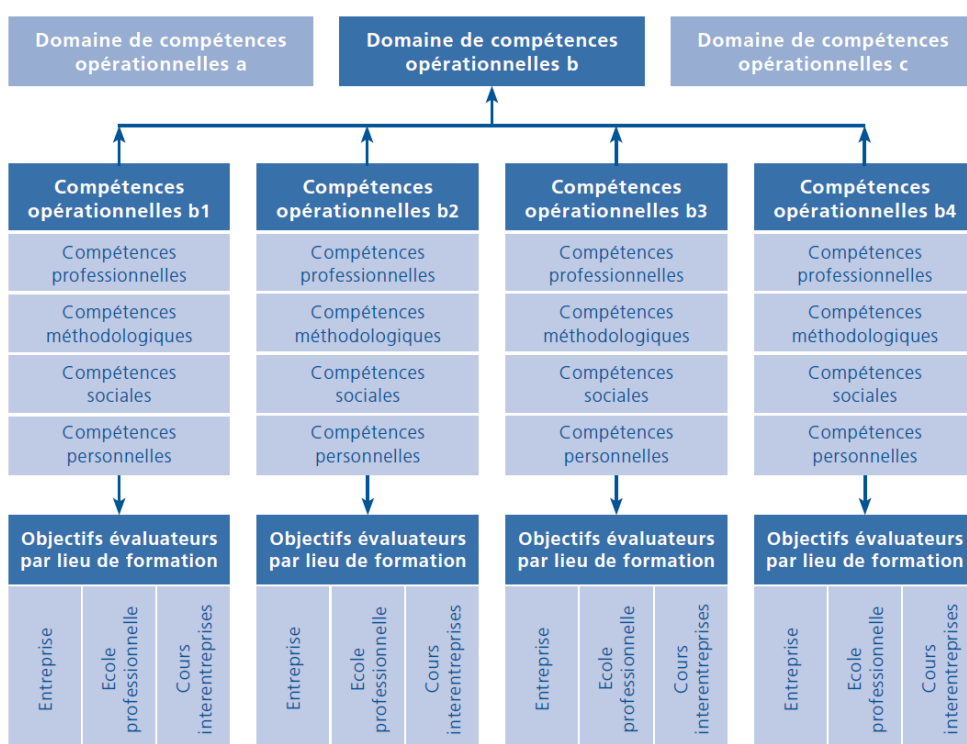 Domaine de compétences
opérationnelles a
Domaine de compétences
opérationnelles b
Domaine de compétences
opérationnelles c
Compétences
opérationnelles b1
Compétences
opérationnelles b2
Compétences
opérationnelles b3
Compétences
opérationnelles b4
Compétences
professionnelles
Compétences
professionnelles
Compétences
professionnelles
Compétences
professionnelles
Compétences
méthodologiques
Compétences
méthodologiques
Compétences
méthodologiques
Compétences
méthodologiques
Compétences
sociales
Compétences
sociales
Compétences
sociales
Compétences
sociales
Compétences
personnelles
Compétences
personnelles
Compétences
personnelles
Compétences
personnelles
Objectifs évaluateurs
par lieu de formation
Objectifs évaluateurs
par lieu de formation
Objectifs évaluateurs
par lieu de formation
Objectifs évaluateurs
par lieu de formation
Entreprise
Ecole
professionnelle
Cours
interentreprises
Entreprise
Ecole
professionnelle
Cours
interentreprises
Entreprise
Ecole
professionnelle
Cours
interentreprises
Entreprise
Ecole
professionnelle
Cours
interentreprises